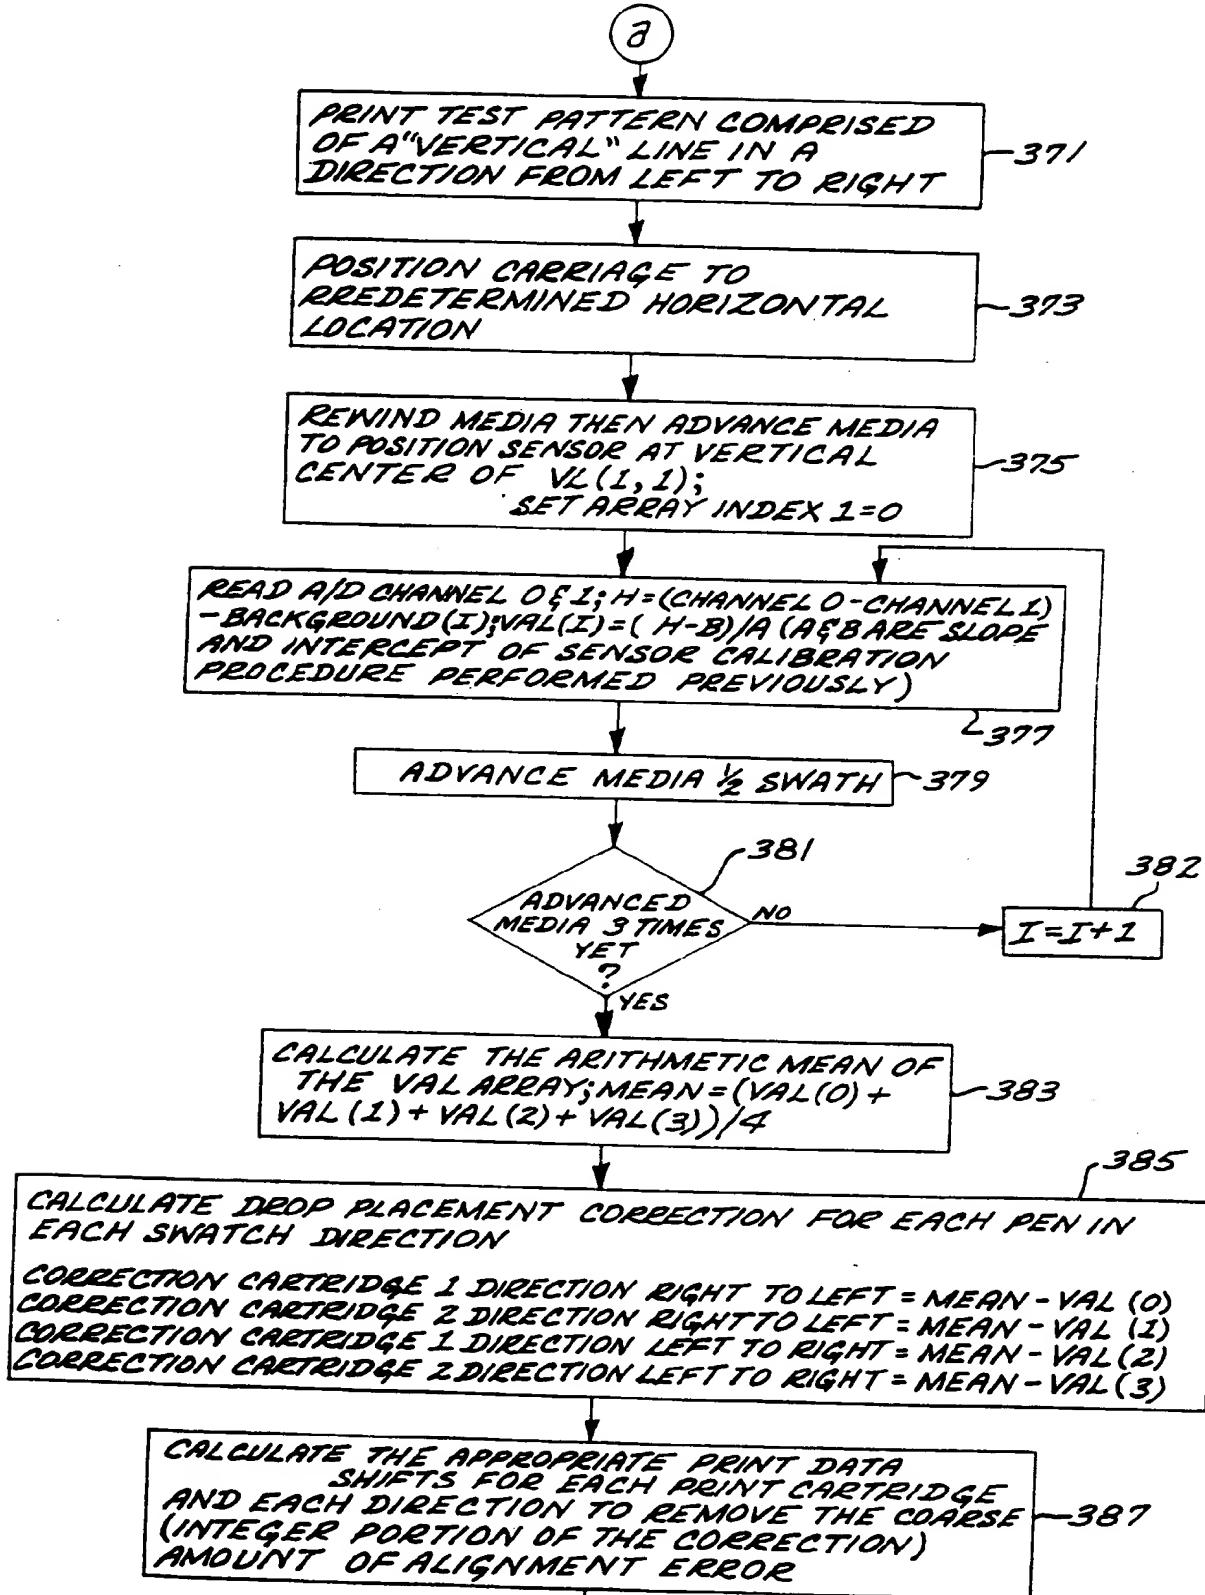 a
PRINT TEST PATTERN COMPRISED
OF A "VERTICAL" LINE IN A
DIRECTION FROM LEFT TO RIGHT
371
POSITION CARRIAGE TO
RREDETERMINED HORIZONTAL
LOCATION
373
REWIND MEDIA THEN ADVANCE MEDIA
TO POSITION SENSOR AT VERTICAL
CENTER OF VL(1,1);
SET ARRAY INDEX 1=0
375
READ A/D CHANNEL 0 & 1; H=(CHANNEL 0-CHANNEL 1)
-BACKGROUND(I); VAL(I)=(H-B)/A (A & B ARE SLOPE
AND INTERCEPT OF SENSOR CALIBRATION
PROCEDURE PERFORMED PREVIOUSLY)
377
ADVANCE MEDIA 1/2 SWATH
379
381
ADVANCED
MEDIA 3 TIMES
YET
?
NO
382
I=I+1
YES
CALCULATE THE ARITHMETIC MEAN OF
THE VAL ARRAY; MEAN=(VAL(0)+
VAL(1)+VAL(2)+VAL(3))/4
383
385
CALCULATE DROP PLACEMENT CORRECTION FOR EACH PEN IN
EACH SWATCH DIRECTION
CORRECTION CARTRIDGE 1 DIRECTION RIGHT TO LEFT = MEAN-VAL (0)
CORRECTION CARTRIDGE 2 DIRECTION RIGHT TO LEFT = MEAN-VAL (1)
CORRECTION CARTRIDGE 1 DIRECTION LEFT TO RIGHT = MEAN-VAL(2)
CORRECTION CARTRIDGE 2 DIRECTION LEFT TO RIGHT = MEAN-VAL(3)
CALCULATE THE APPROPRIATE PRINT DATA
SHIFTS FOR EACH PRINT CARTRIDGE
AND EACH DIRECTION TO REMOVE THE COARSE
(INTEGER PORTION OF THE CORRECTION)
AMOUNT OF ALIGNMENT ERROR
387